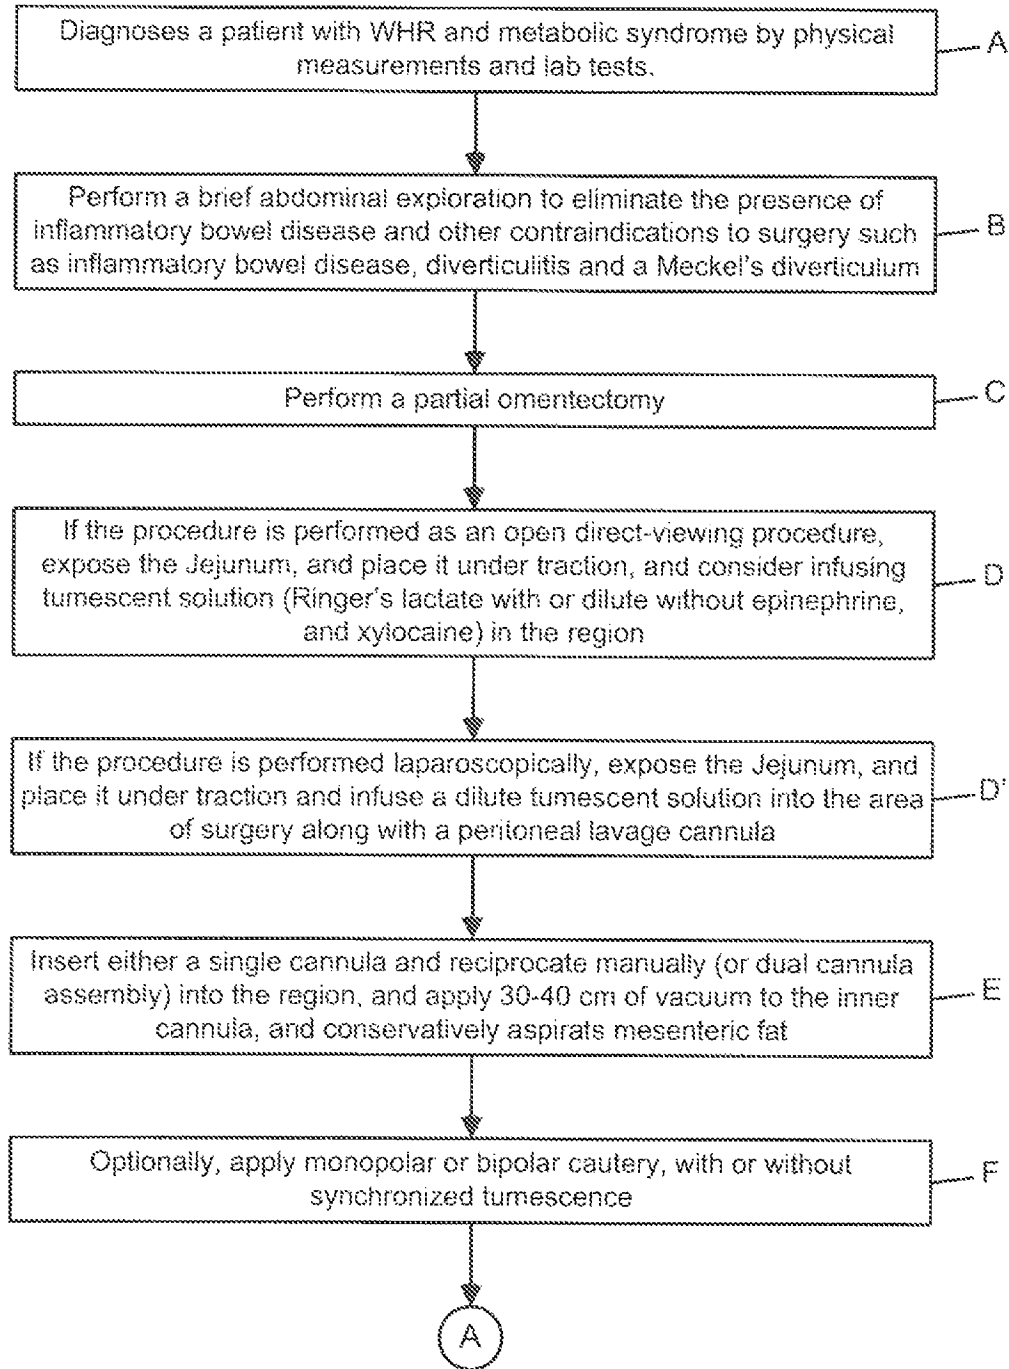 Diagnoses a patient with WHR and metabolic syndrome by physical
measurements and lab tests.
A
Perform a brief abdominal exploration to eliminate the presence of
inflammatory bowel disease and other contraindications to surgery such
as inflammatory bowel disease, diverticulitis and a Meckel's diverticulum
B
Perform a partial omentectomy
C
If the procedure is performed as an open direct-viewing procedure,
expose the Jejunum, and place it under traction, and consider infusing
tumescent solution (Ringer's lactate with or dilute without epinephrine,
and xylocaine) in the region
D
If the procedure is performed laparoscopically, expose the Jejunum, and
place it under traction and infuse a dilute tumescent solution into the area
of surgery along with a peritoneal lavage cannula
D'
Insert either a single cannula and reciprocate manually (or dual cannula
assembly) into the region, and apply 30-40 cm of vacuum to the inner
cannula, and conservatively aspirats mesenteric fat
E
Optionally, apply monopolar or bipolar cautery, with or without
synchronized tumescence
F
A